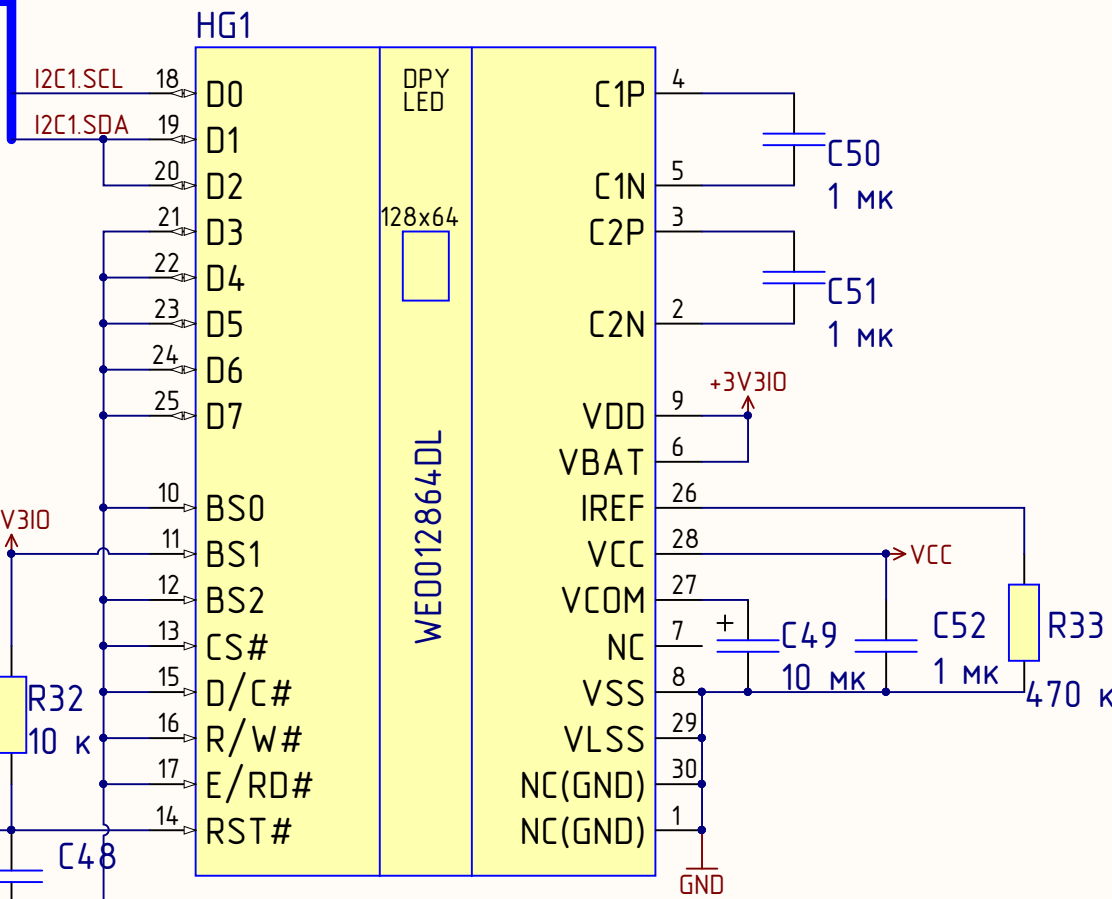 HG1
I2C1.SCL 18 D0 DPY C1P 4
LED
I2C1.SDA 19 D1 C50
1 мк
20 D2 C1N 5
21 D3 128x64 C2P 3
22 D4 C51
1 мк
23 D5 C2N 2
24 D6 +3V3IO
25 D7 VDD 9
VBAT 6
10 BS0 IREF 26
V3IO 11 BS1 VCC 28 VCC
12 BS2 WEO012864DL VCOM 27
+ C49
10 мк
C52
1 мк
R33
470 к
13 CS# NC 7
R32
10 к
15 D/C# VSS 8
16 R/W# VLSS 29
17 E/RD# NC(GND) 30
14 RST# NC(GND) 1
C48
GND